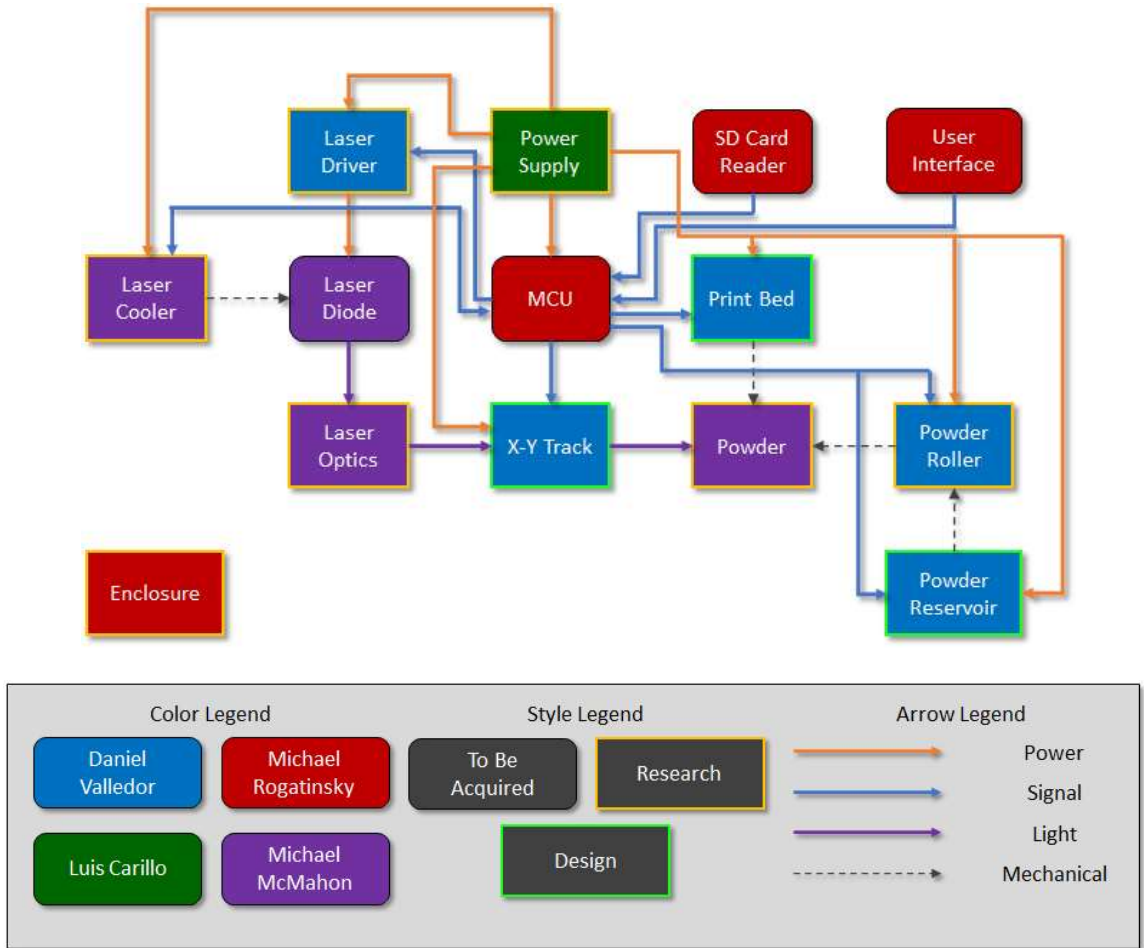 Laser
Driver
Power
Supply
SD Card
Reader
User
Interface
Laser
Cooler
Laser
Diode
MCU
Print Bed
Laser
Optics
X-Y Track
Powder
Powder
Roller
Enclosure
Powder
Reservoir
Color Legend
Style Legend
Arrow Legend
Daniel
Valledor
Michael
Rogatinsky
To Be
Acquired
Research
Power
Signal
Luis Carillo
Michael
McMahon
Design
Light
Mechanical